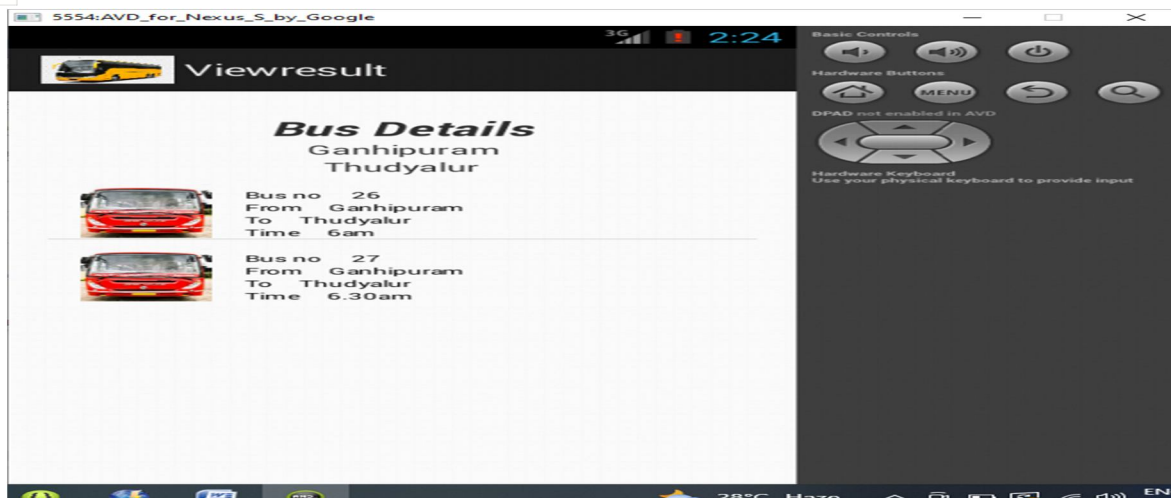 5554:AVD_for_Nexus_S_by_Google
3G 2:24
Viewresult
Bus Details
Ganhipuram
Thudyalur
Bus no 26
From Ganhipuram
To Thudyalur
Time 6am
Bus no 27
From Ganhipuram
To Thudyalur
Time 6.30am
Basic Controls
Hardware Buttons
MENU
DPAD not enabled in AVD
Hardware Keyboard
Use your physical keyboard to provide input
28°C Haze
EN